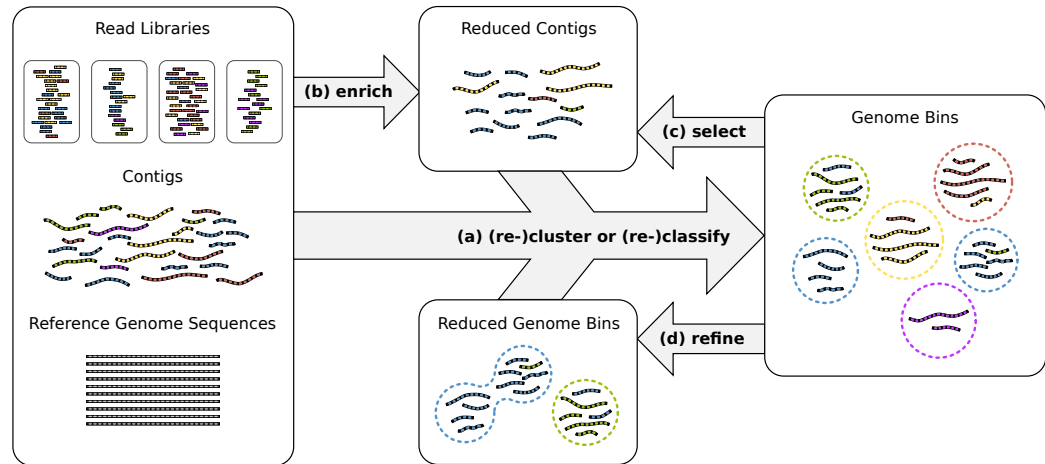 Read Libraries
Contigs
Reference Genome Sequences
(b) enrich
Reduced Contigs
(c) select
(a) (re-)cluster or (re-)classify
Reduced Genome Bins
(d) refine
Genome Bins